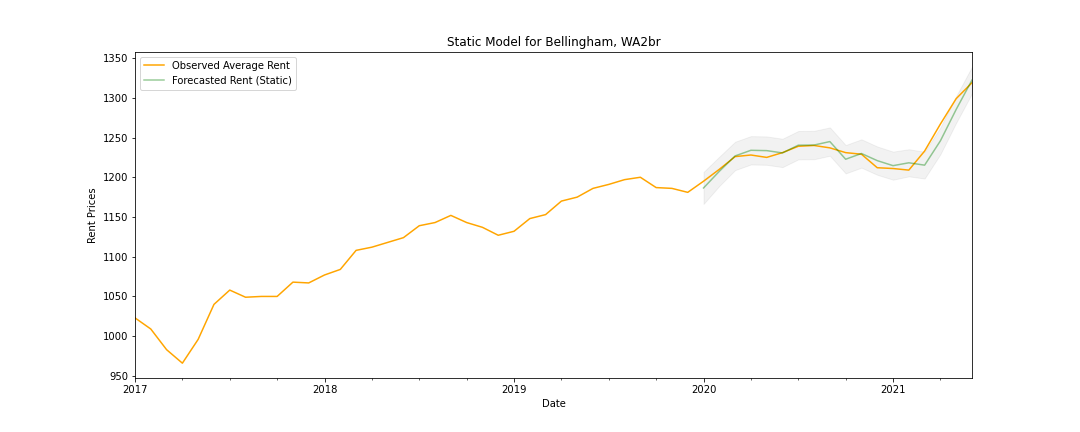 Static Model for Bellingham, WA2br
Observed Average Rent
Forecasted Rent (Static)
Rent Prices
1350
1300
1250
1200
1150
1100
1050
1000
950
2017
2018
2019
2020
2021
Date